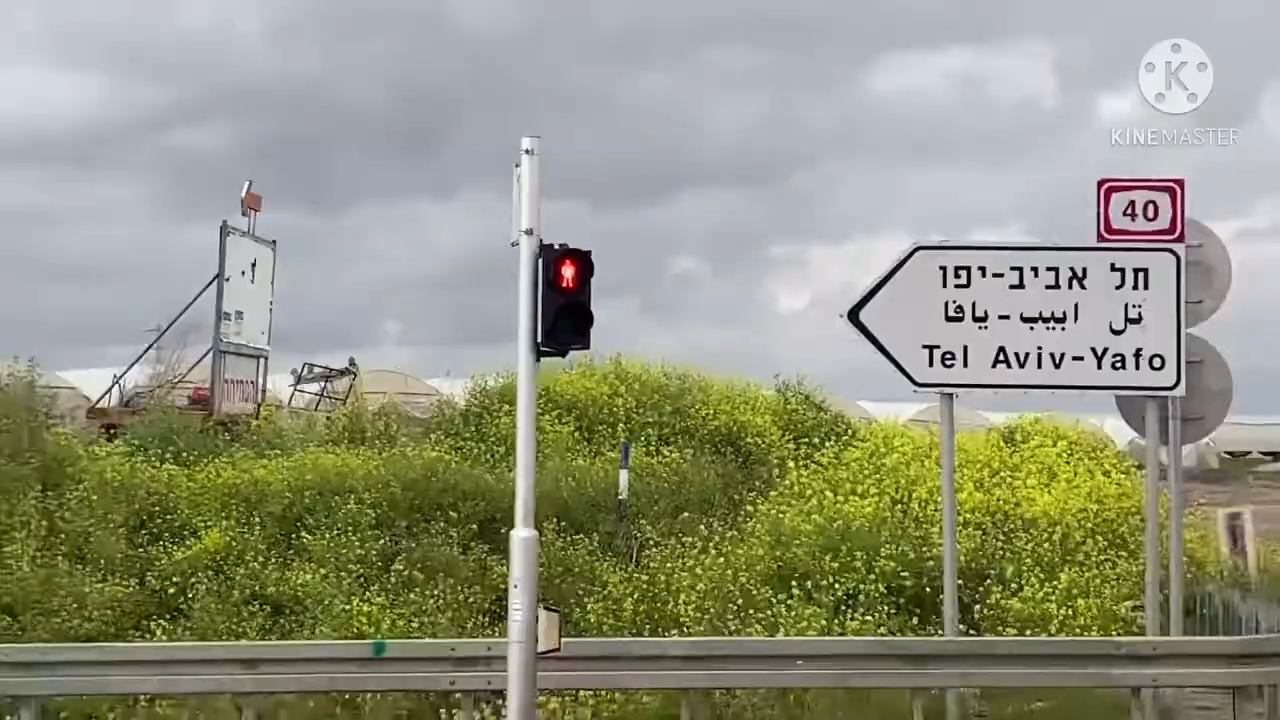 K
KINEMASTER
40
תל אביב-יפו
تل ابيب - يافا
Tel Aviv-Yafo